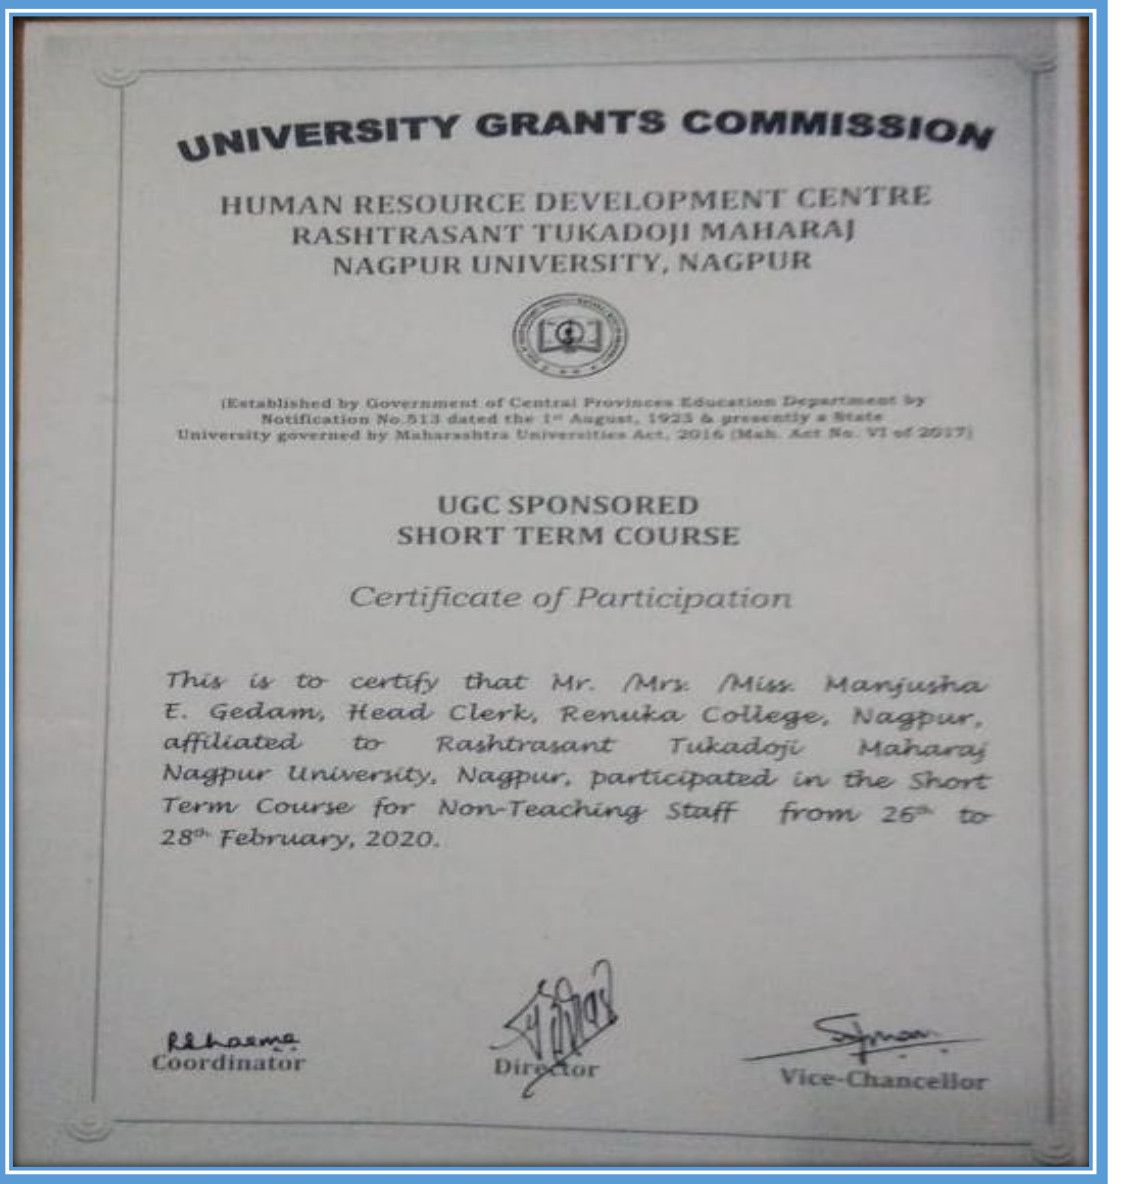 UNIVERSITY GRANTS COMMISSION
HUMAN RESOURCE DEVELOPMENT CENTRE
RASHTRASANT TUKADOJI MAHARAJ
NAGPUR UNIVERSITY, NAGPUR
(Established by Government of Central Provinces Education Department by
Notification No.513 dated the 1st August, 1923 & presently a State
University governed by Maharashtra Universities Act, 2016 (Mah. Act No. VI of 2017)
UGC SPONSORED
SHORT TERM COURSE
Certificate of Participation
This is to certify that Mr. /Mrs. /Miss. Manjusha
E. Gedam, Head Clerk, Renuka College, Nagpur,
affiliated to Rashtrasant Tukadoji Maharaj
Nagpur University, Nagpur, participated in the Short
Term Course for Non-Teaching Staff from 26th to
28th February, 2020.
Coordinator
Director
Vice-Chancellor